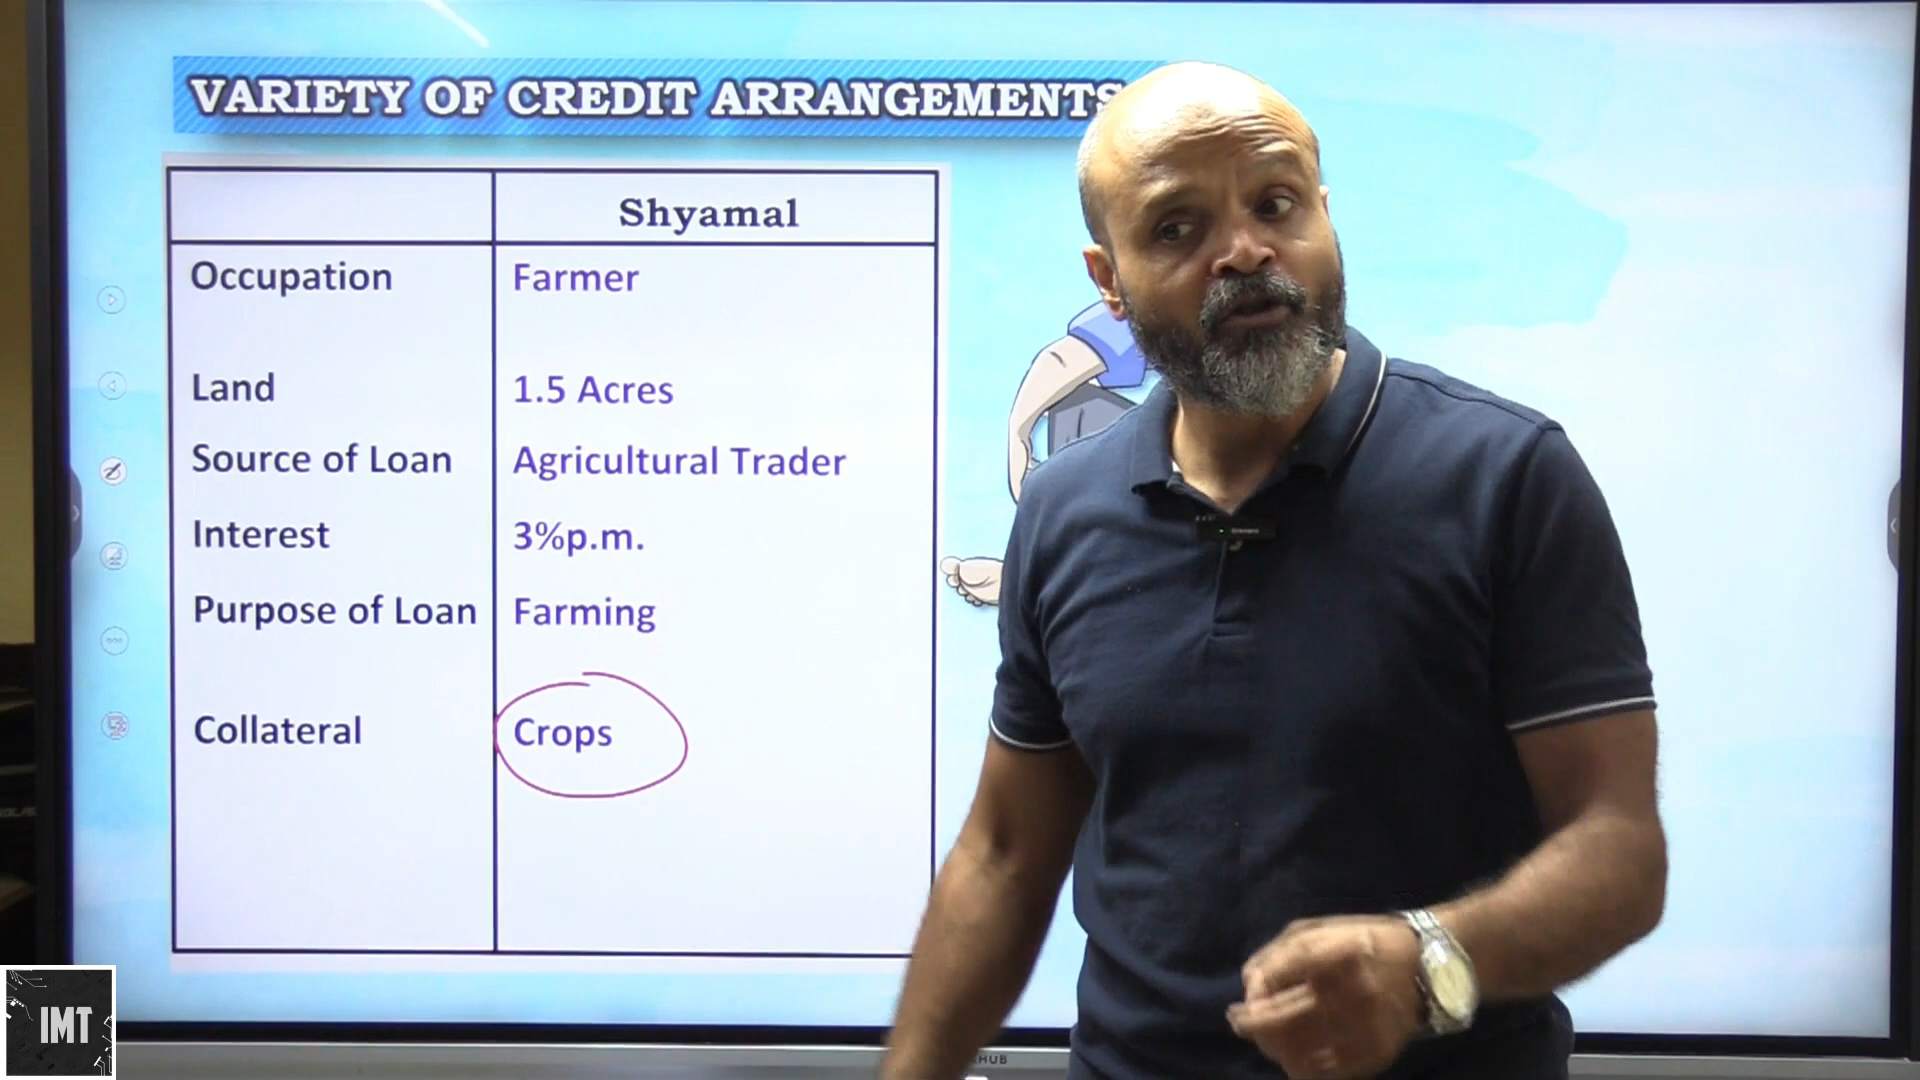 VARIETY OF CREDIT ARRANGEMENTS
Shyamal
Occupation Farmer
Land 1.5 Acres
Source of Loan Agricultural Trader
Interest 3%p.m.
Purpose of Loan Farming
Collateral Crops
IMT
HUB